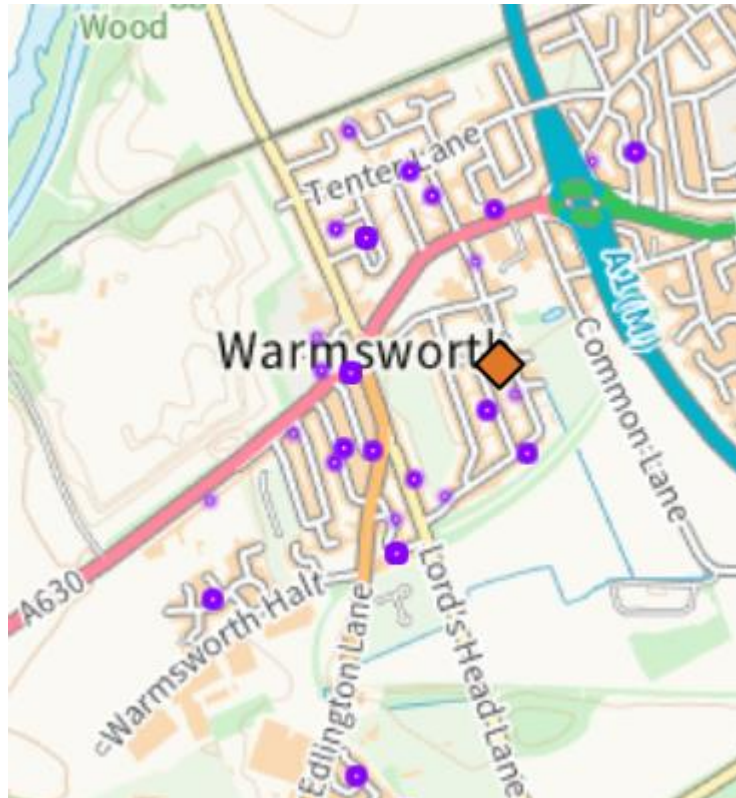 Wood
Tenter Lane
A1(M)
Warmsworth
Common Lane
A630
Warmsworth Halt
Edlington Lane
Lord's Head Lane